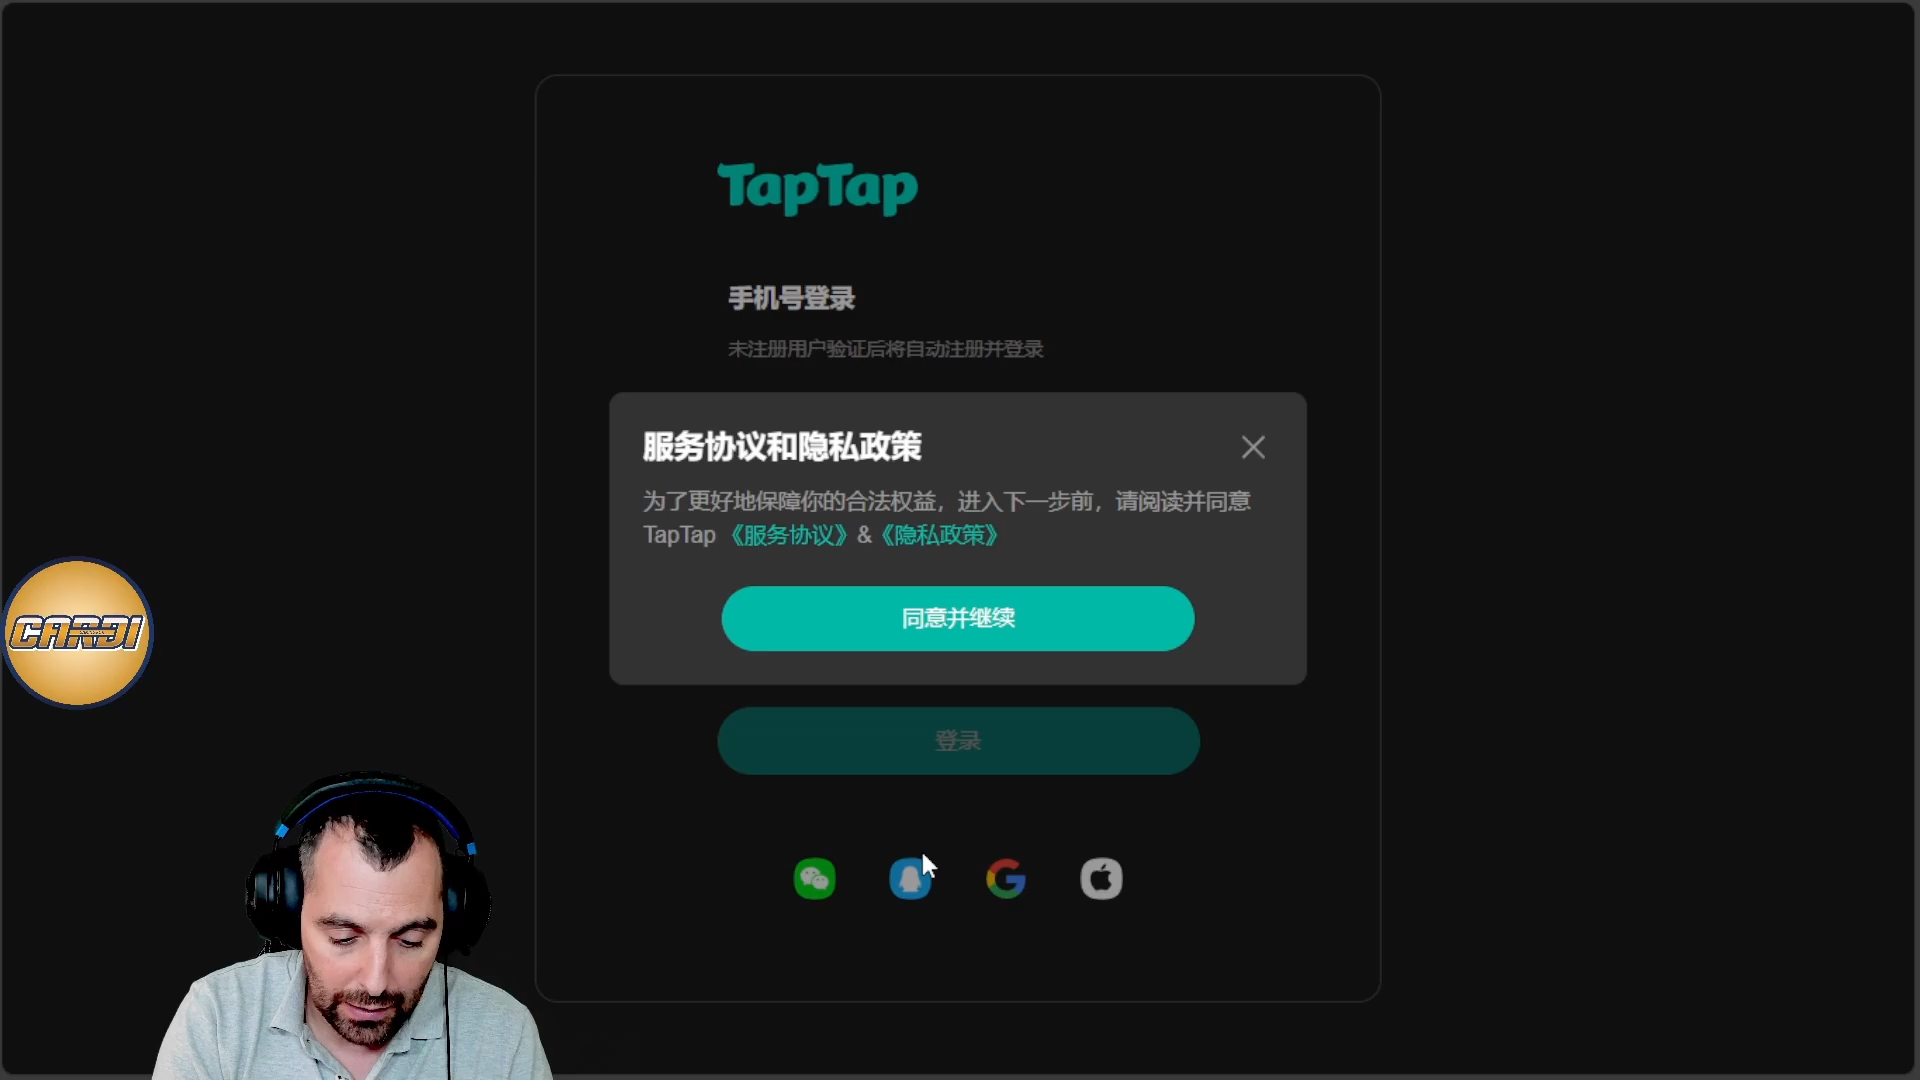 TapTap
手机号登录
未注册用户验证后将自动注册并登录
服务协议和隐私政策
为了更好地保障你的合法权益，进入下一步前，请阅读并同意
TapTap 《服务协议》&《隐私政策》
同意并继续
CARDI
登录